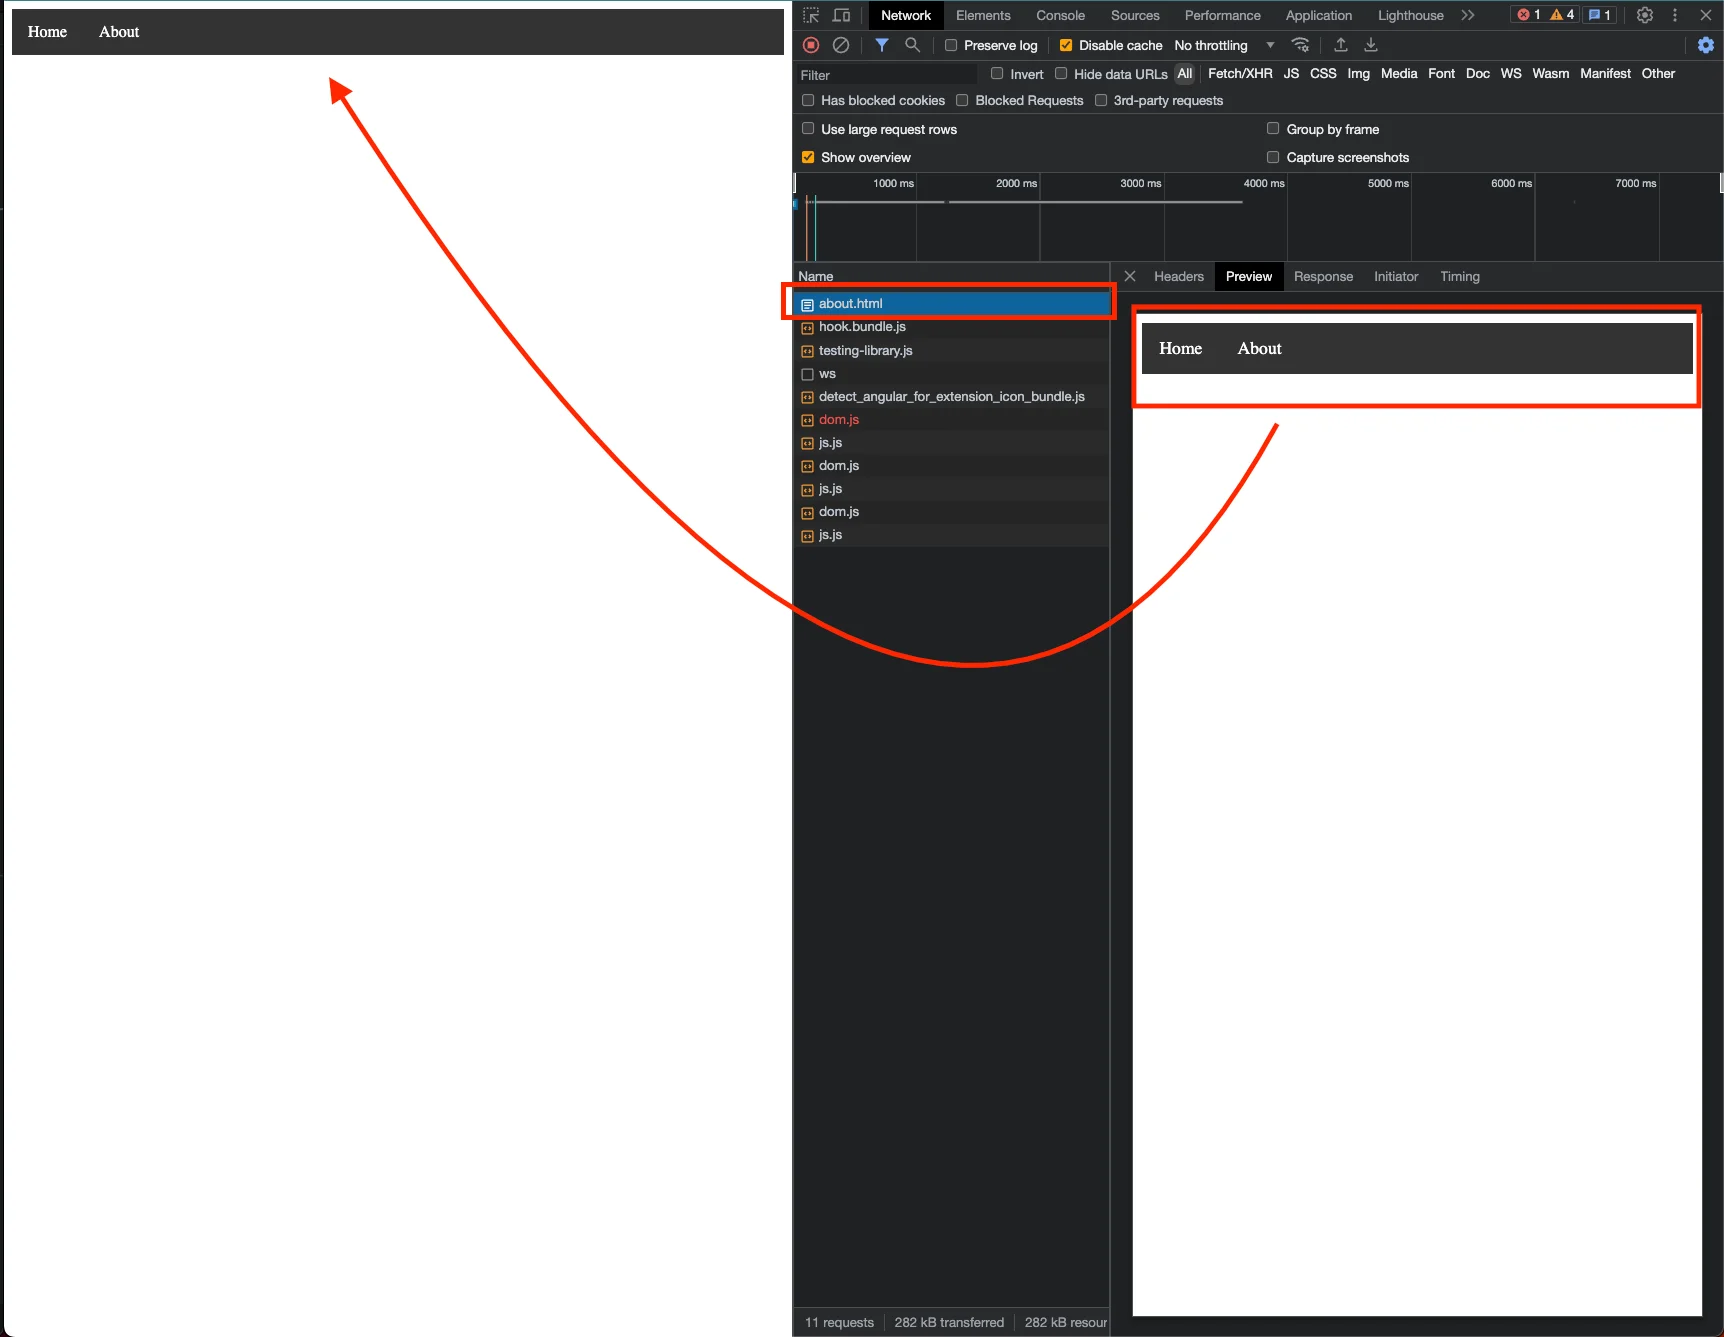 Home About
Network Elements Console Sources Performance Application Lighthouse 1 4 1
Preserve log Disable cache No throttling
Filter Invert Hide data URLs All Fetch/XHR JS CSS Img Media Font Doc WS Wasm Manifest Other
Has blocked cookies Blocked Requests 3rd-party requests
Use large request rows Group by frame
Show overview Capture screenshots
1000 ms 2000 ms 3000 ms 4000 ms 5000 ms 6000 ms 7000 ms
Name Headers Preview Response Initiator Timing
about.html
hook.bundle.js
testing-library.js
ws
detect_angular_for_extension_icon_bundle.js
dom.js
js.js
dom.js
js.js
dom.js
js.js
Home About
11 requests 282 kB transferred 282 kB resour